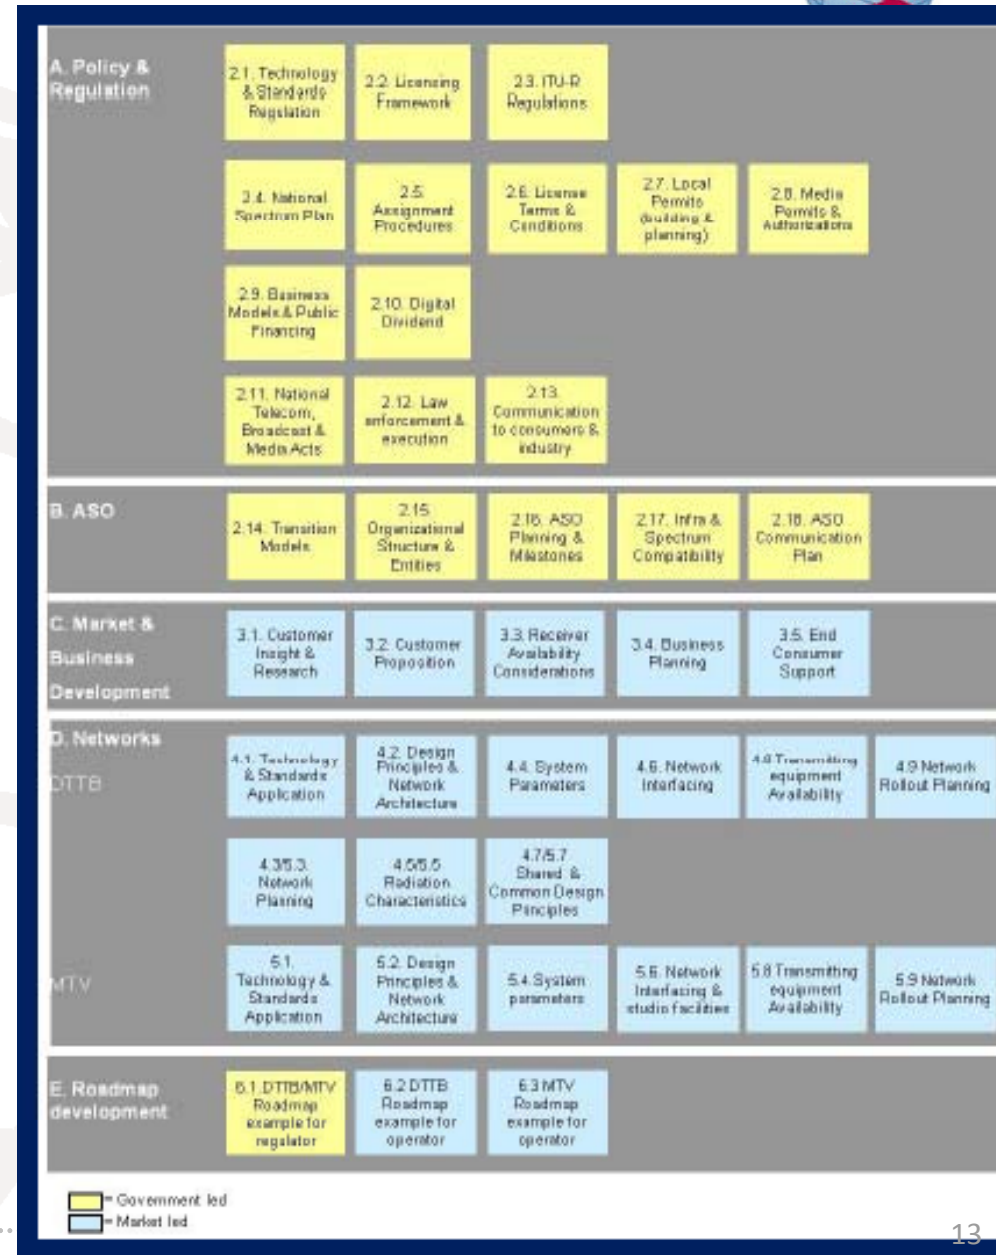 A. Policy &
Regulation
2.1. Technology
& Standards
Regulation
2.2. Licensing
Framework
2.3. ITU-R
Regulations
2.4. National
Spectrum Plan
2.5.
Assignment
Procedures
2.6. License
Terms &
Conditions
2.7. Local
Permits
(building &
planning)
2.8. Media
Permits &
Authorizations
2.9. Business
Models & Public
Financing
2.10. Digital
Dividend
2.11. National
Telecom,
Broadcast &
Media Acts
2.12. Law
enforcement &
execution
2.13.
Communication
to consumers &
industry
B. ASO
2.14. Transition
Models
2.15.
Organizational
Structure &
Entities
2.16. ASO
Planning &
Milestones
2.17. Infra &
Spectrum
Compatibility
2.18. ASO
Communication
Plan
C. Market &
Business
Development
3.1. Customer
Insight &
Research
3.2. Customer
Proposition
3.3. Receiver
Availability
Considerations
3.4. Business
Planning
3.5. End
Consumer
Support
D. Networks
DTTB
4.1. Technology
& Standards
Application
4.2. Design
Principles &
Network
Architecture
4.4. System
Parameters
4.6. Network
Interfacing
4.8 Transmitting
equipment
Availability
4.9 Network
Rollout Planning
4.3/5.3.
Network
Planning
4.5/5.5
Radiation
Characteristics
4.7/5.7
Shared &
Common Design
Principles
MTV
5.1.
Technology &
Standards
Application
5.2. Design
Principles &
Network
Architecture
5.4. System
parameters
5.6. Network
Interfacing &
studio facilities
5.8 Transmitting
equipment
Availability
5.9 Network
Rollout Planning
E. Roadmap
development
6.1. DTTB/MTV
Roadmap
example for
regulator
6.2 DTTB
Roadmap
example for
operator
6.3 MTV
Roadmap
example for
operator
= Government led
= Market led
13